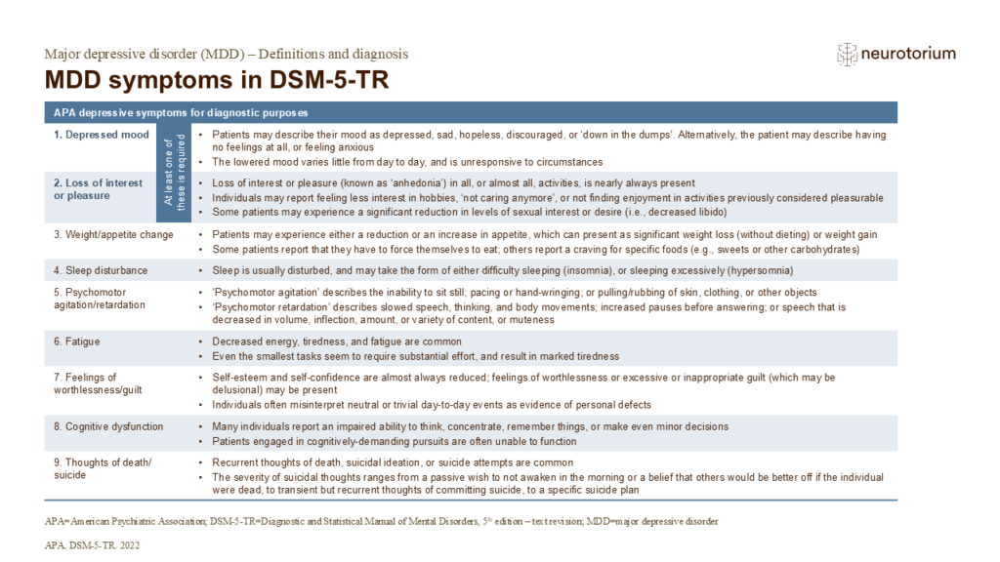 Major depressive disorder (MDD) – Definitions and diagnosis
neurotorium
MDD symptoms in DSM-5-TR
APA depressive symptoms for diagnostic purposes
1. Depressed mood
At least one of
these is required
• Patients may describe their mood as depressed, sad, hopeless, discouraged, or ‘down in the dumps’. Alternatively, the patient may describe having
no feelings at all, or feeling anxious
• The lowered mood varies little from day to day, and is unresponsive to circumstances
2. Loss of interest
or pleasure
• Loss of interest or pleasure (known as ‘anhedonia’) in all, or almost all, activities, is nearly always present
• Individuals may report feeling less interest in hobbies, ‘not caring anymore’, or not finding enjoyment in activities previously considered pleasurable
• Some patients may experience a significant reduction in levels of sexual interest or desire (i.e., decreased libido)
3. Weight/appetite change
• Patients may experience either a reduction or an increase in appetite, which can present as significant weight loss (without dieting) or weight gain
• Some patients report that they have to force themselves to eat; others report a craving for specific foods (e.g., sweets or other carbohydrates)
4. Sleep disturbance
• Sleep is usually disturbed, and may take the form of either difficulty sleeping (insomnia), or sleeping excessively (hypersomnia)
5. Psychomotor
agitation/retardation
• ‘Psychomotor agitation’ describes the inability to sit still; pacing or hand-wringing; or pulling/rubbing of skin, clothing, or other objects
• ‘Psychomotor retardation’ describes slowed speech, thinking, and body movements; increased pauses before answering; or speech that is
decreased in volume, inflection, amount, or variety of content, or muteness
6. Fatigue
• Decreased energy, tiredness, and fatigue are common
• Even the smallest tasks seem to require substantial effort, and result in marked tiredness
7. Feelings of
worthlessness/guilt
• Self-esteem and self-confidence are almost always reduced; feelings of worthlessness or excessive or inappropriate guilt (which may be
delusional) may be present
• Individuals often misinterpret neutral or trivial day-to-day events as evidence of personal defects
8. Cognitive dysfunction
• Many individuals report an impaired ability to think, concentrate, remember things, or make even minor decisions
• Patients engaged in cognitively-demanding pursuits are often unable to function
9. Thoughts of death/
suicide
• Recurrent thoughts of death, suicidal ideation, or suicide attempts are common
• The severity of suicidal thoughts ranges from a passive wish to not awaken in the morning or a belief that others would be better off if the individual
were dead, to transient but recurrent thoughts of committing suicide, to a specific suicide plan
APA=American Psychiatric Association; DSM-5-TR=Diagnostic and Statistical Manual of Mental Disorders, 5th edition – text revision; MDD=major depressive disorder
APA, DSM-5-TR, 2022